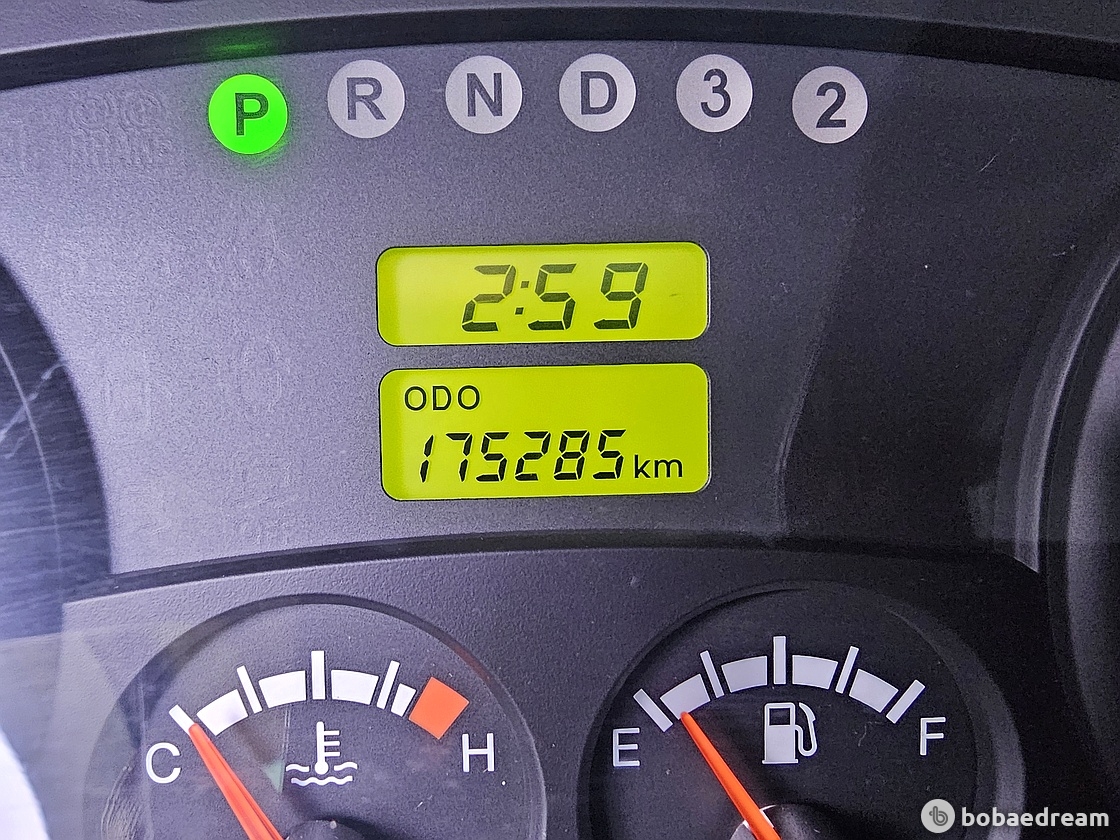 P R N D 3 2
2:59
ODO
175285 km
C H E F
bobaedream